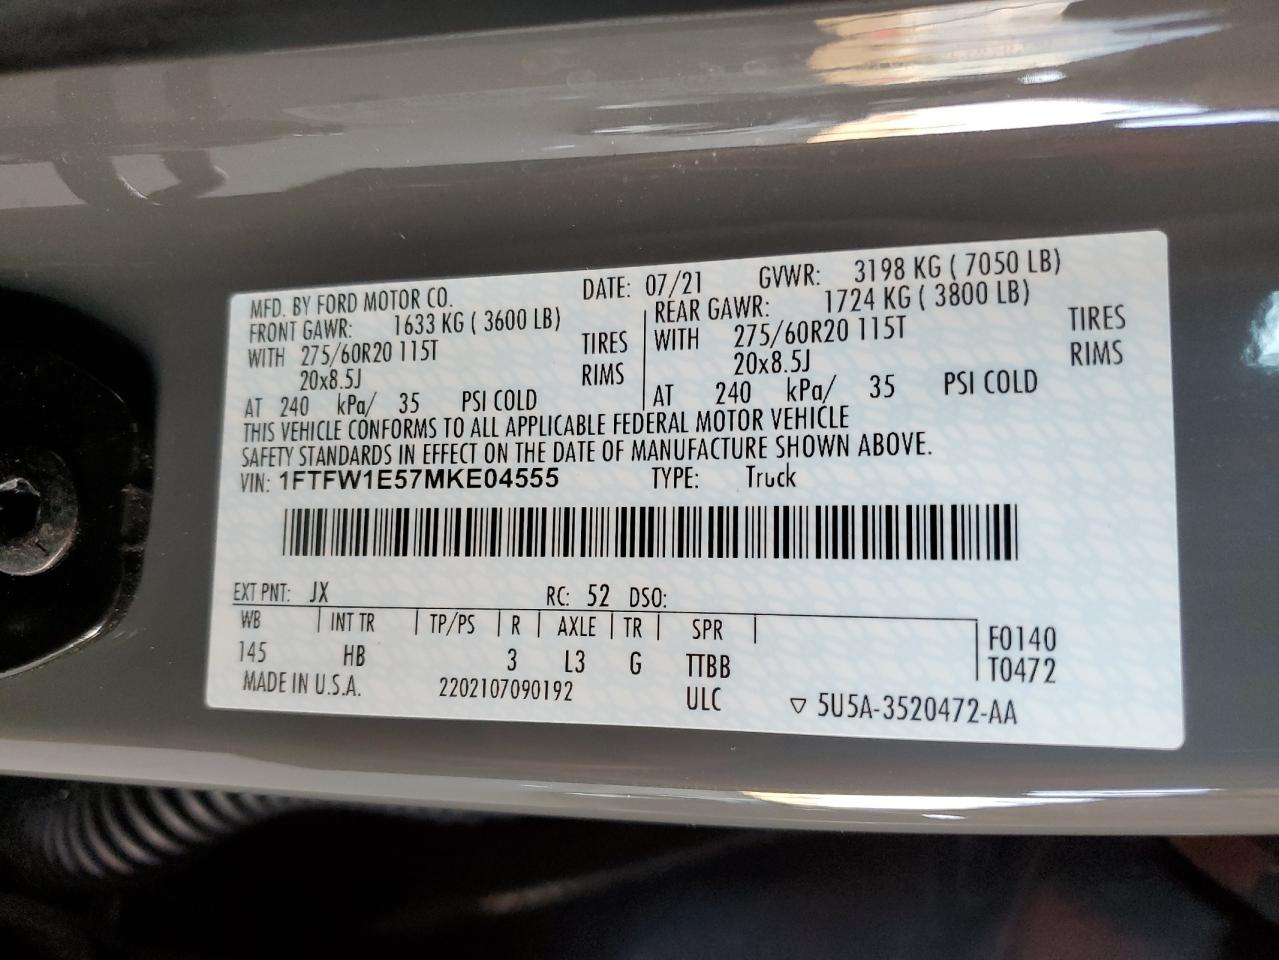 MFD. BY FORD MOTOR CO. DATE: 07/21 GVWR: 3198 KG ( 7050 LB)
FRONT GAWR: 1633 KG ( 3600 LB) REAR GAWR: 1724 KG ( 3800 LB)
WITH 275/60R20 115T TIRES WITH 275/60R20 115T TIRES
20x8.5J RIMS 20x8.5J RIMS
AT 240 kPa/ 35 PSI COLD AT 240 kPa/ 35 PSI COLD
THIS VEHICLE CONFORMS TO ALL APPLICABLE FEDERAL MOTOR VEHICLE
SAFETY STANDARDS IN EFFECT ON THE DATE OF MANUFACTURE SHOWN ABOVE.
VIN: 1FTFW1E57MKE04555 TYPE: Truck
EXT PNT: JX RC: 52 DSO:
WB INT TR TP/PS R AXLE TR SPR F0140
145 HB 3 L3 G TTBB T0472
MADE IN U.S.A. 2202107090192 ULC ▽ 5U5A-3520472-AA